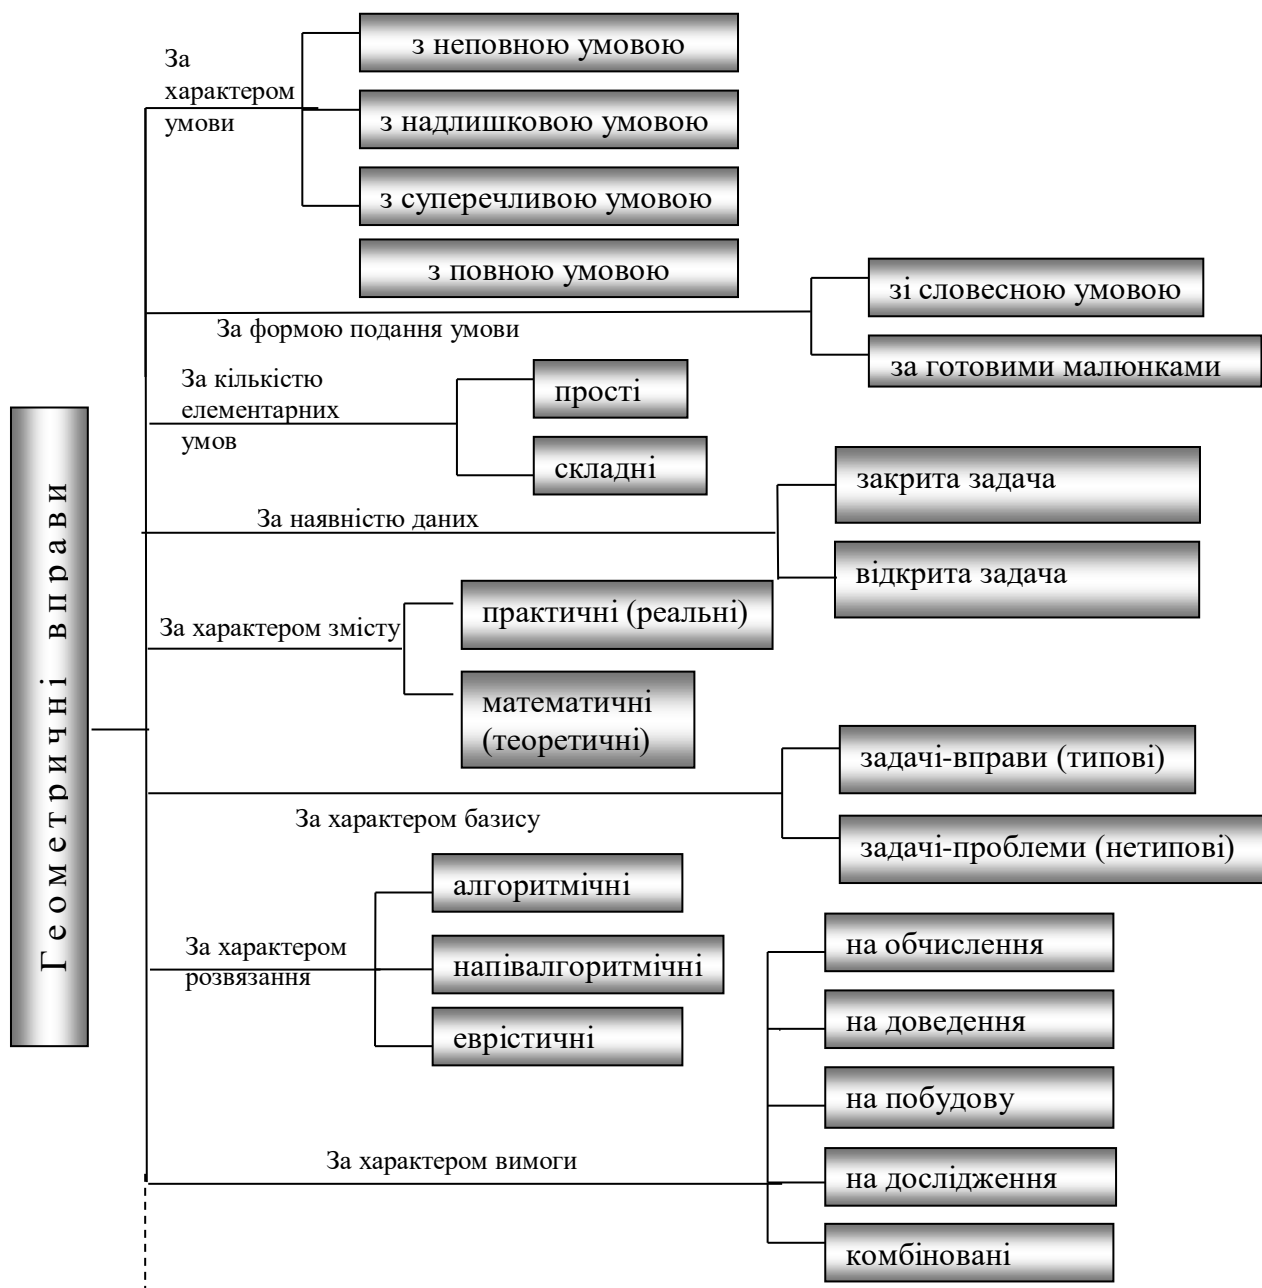 За
характером
умови
з неповною умовою
з надлишковою умовою
з суперечливою умовою
з повною умовою
За формою подання умови
зі словесною умовою
за готовими малюнками
За кількістю
елементарних
умов
прості
складні
За наявністю даних
закрита задача
відкрита задача
Геометричні вправи
За характером змісту
практичні (реальні)
математичні
(теоретичні)
За характером базису
задачі-вправи (типові)
задачі-проблеми (нетипові)
За характером
розвязання
алгоритмічні
напівалгоритмічні
еврістичні
За характером вимоги
на обчислення
на доведення
на побудову
на дослідження
комбіновані